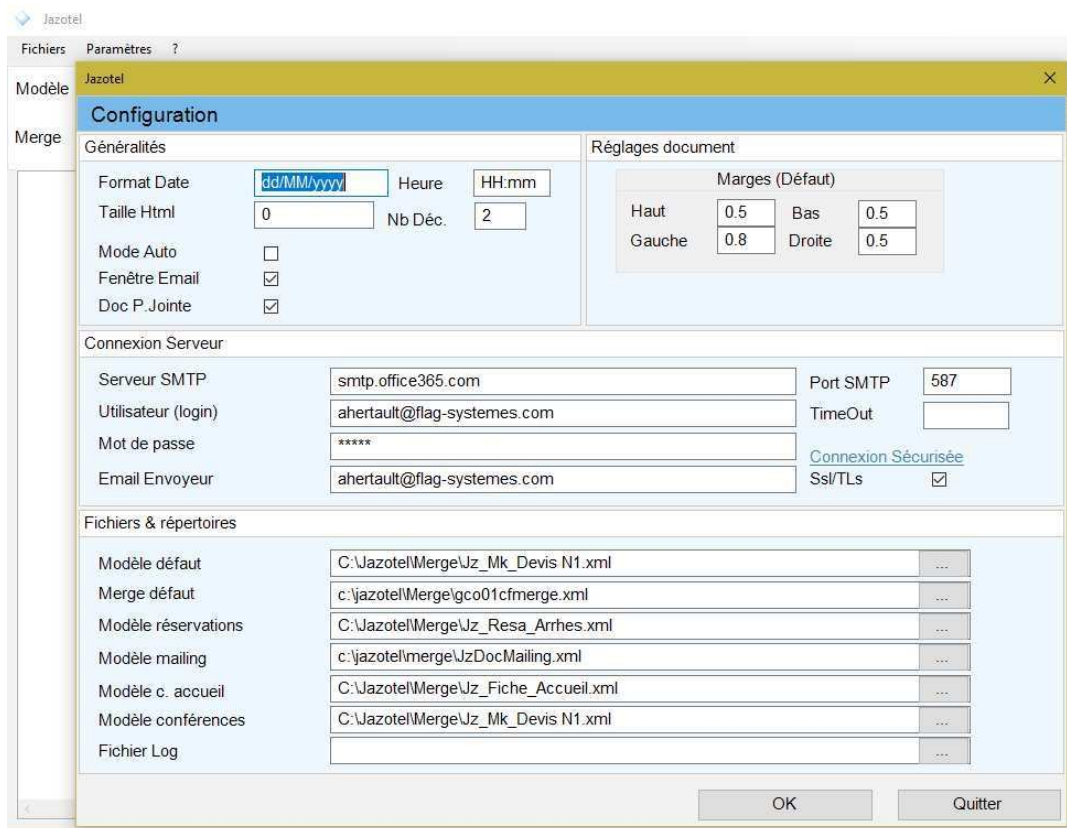 Jazotel
Fichiers Paramètres ?
Modèle
Merge
Jazotel
Configuration
Généralités
Format Date dd/MM/yyyy Heure HH:mm
Taille Html 0 Nb Déc. 2
Mode Auto
Fenêtre Email
Doc P.Jointe
Réglages document
Marges (Défaut)
Haut 0.5 Bas 0.5
Gauche 0.8 Droite 0.5
Connexion Serveur
Serveur SMTP smtp.office365.com Port SMTP 587
Utilisateur (login) ahertault@flag-systemes.com TimeOut
Mot de passe *****
Connexion Sécurisée
Email Envoyeur ahertault@flag-systemes.com Ssl/TLs
Fichiers & répertoires
Modèle défaut C:\Jazotel\Merge\Jz_Mk_Devis N1.xml ...
Merge défaut c:\jazotel\Merge\gco01cfmerge.xml ...
Modèle réservations C:\Jazotel\Merge\Jz_Resa_Arrhes.xml ...
Modèle mailing c:\jazotel\merge\JzDocMailing.xml ...
Modèle c. accueil C:\Jazotel\Merge\Jz_Fiche_Accueil.xml ...
Modèle conférences C:\Jazotel\Merge\Jz_Mk_Devis N1.xml ...
Fichier Log ...
OK Quitter